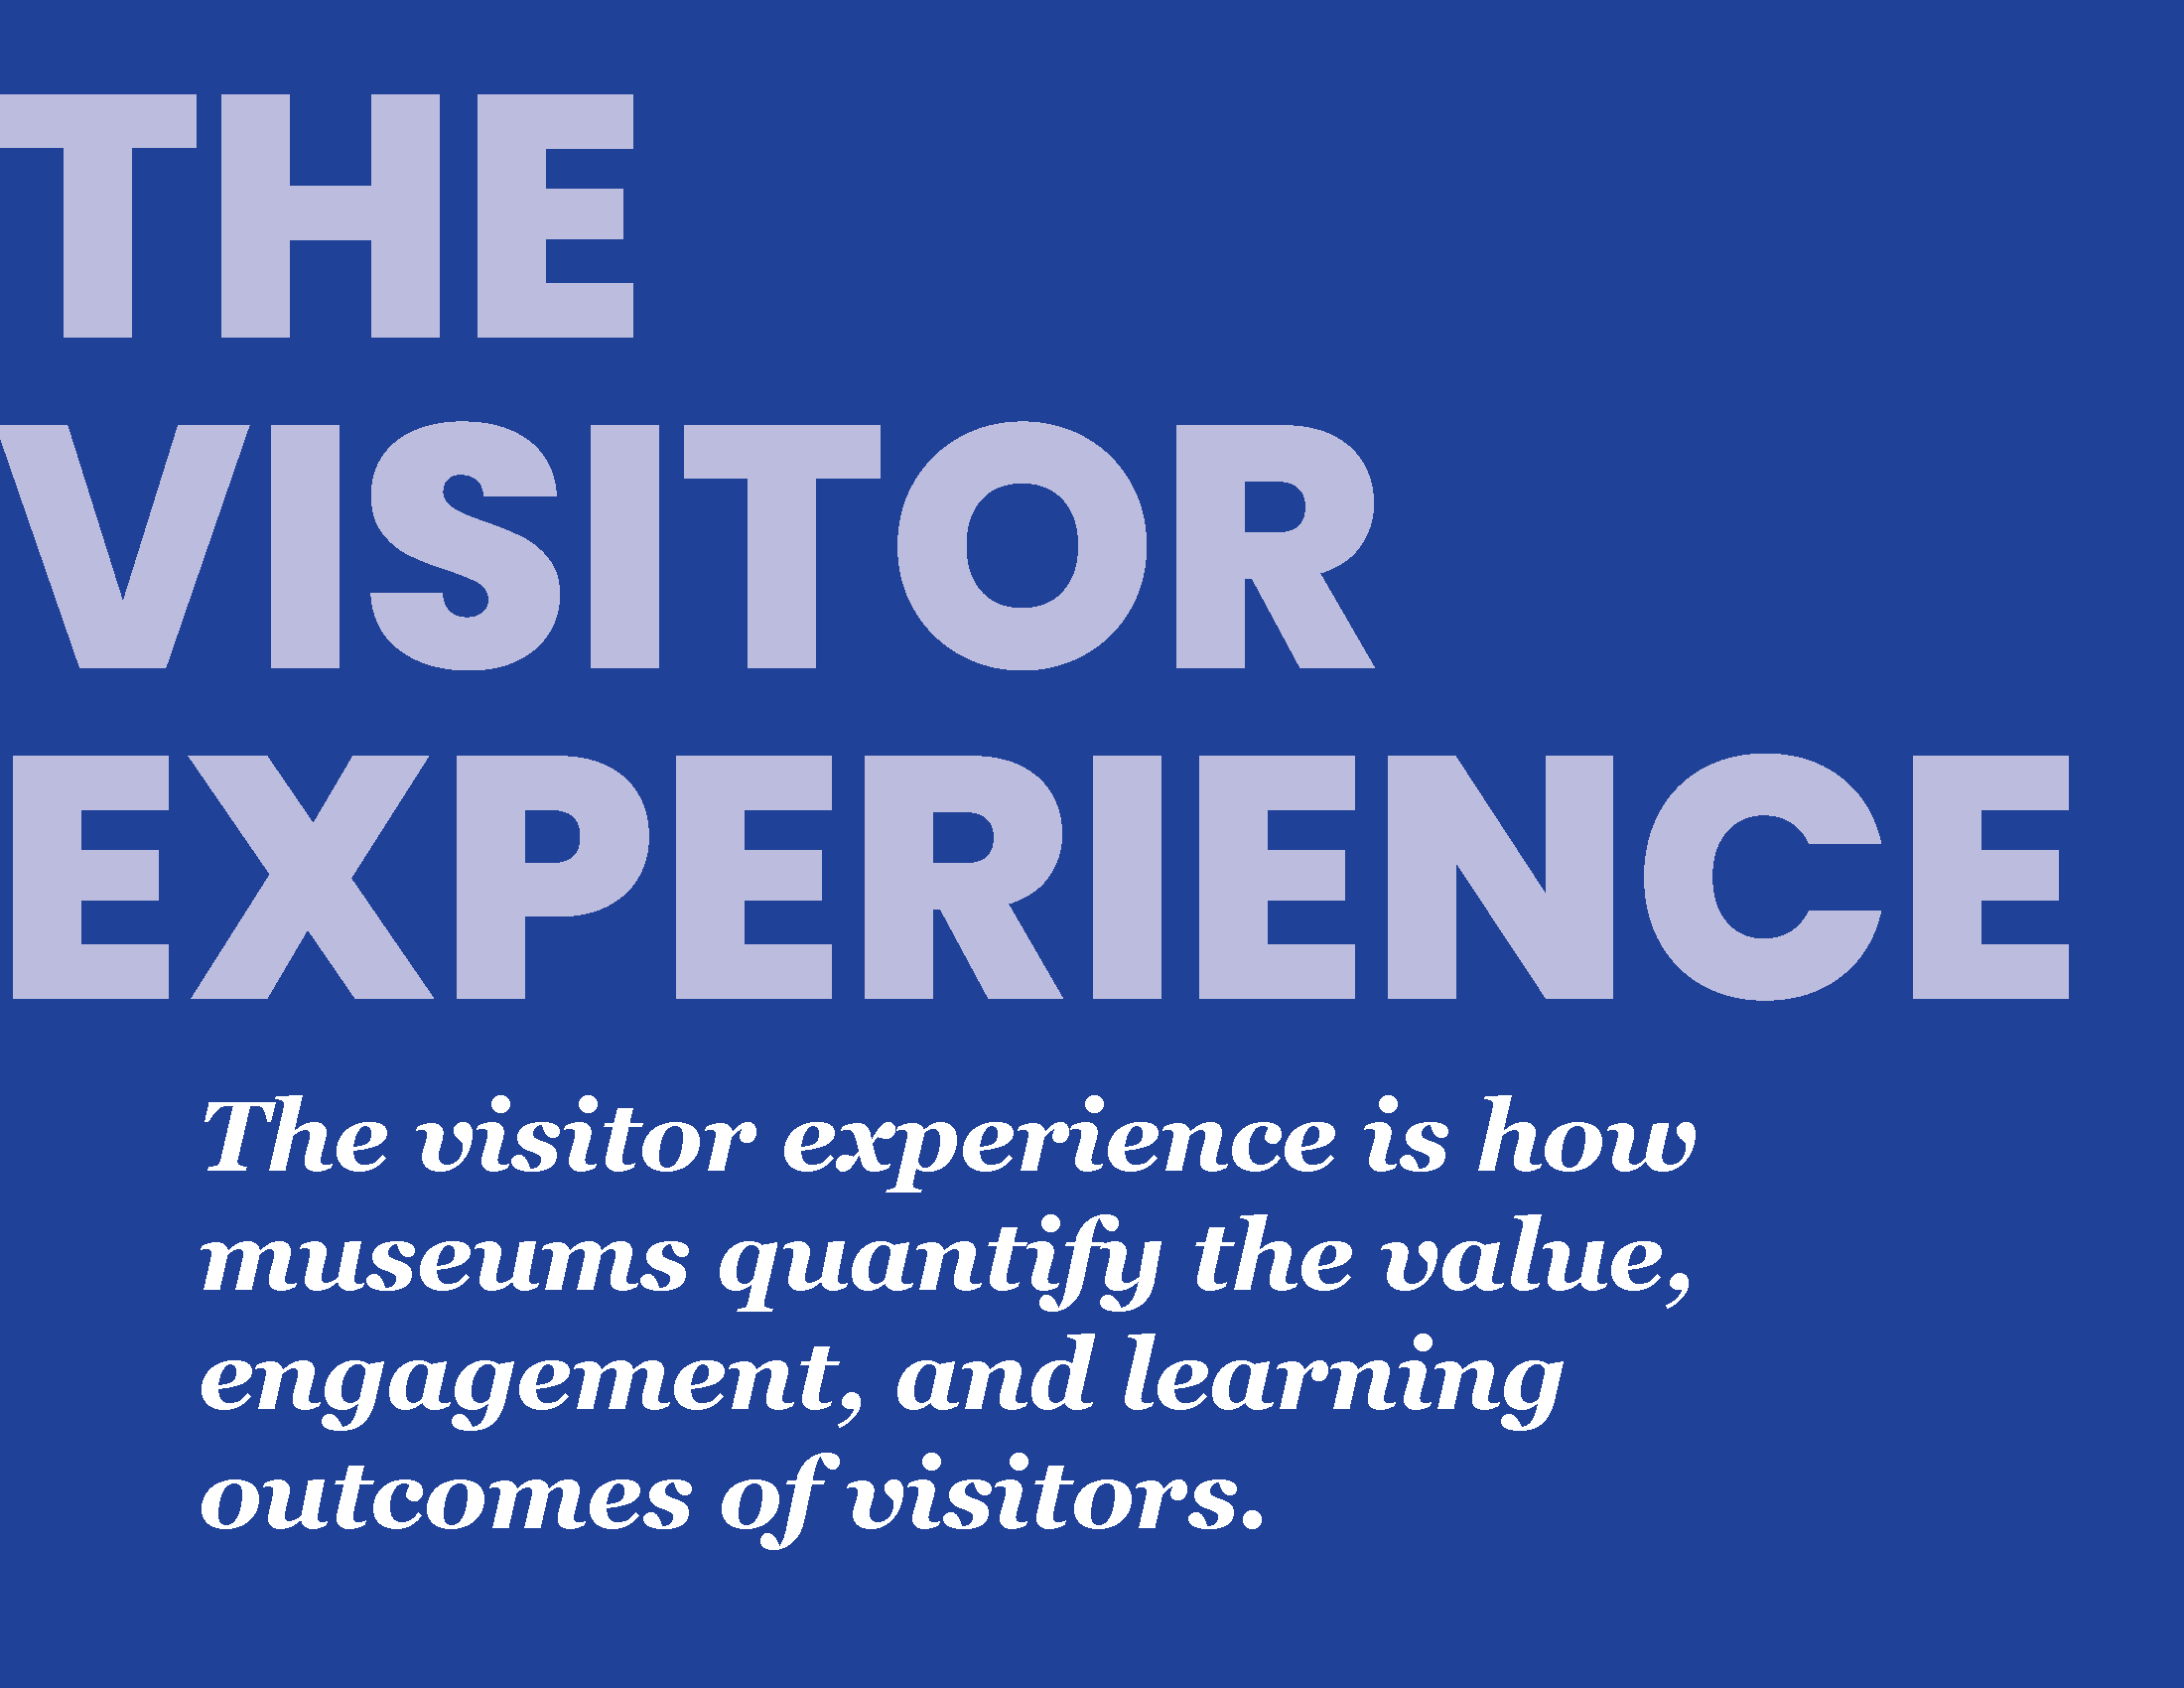 THE
VISITOR
EXPERIENCE
The visitor experience is how
museums quantify the value,
engagement, and learning
outcomes of visitors.